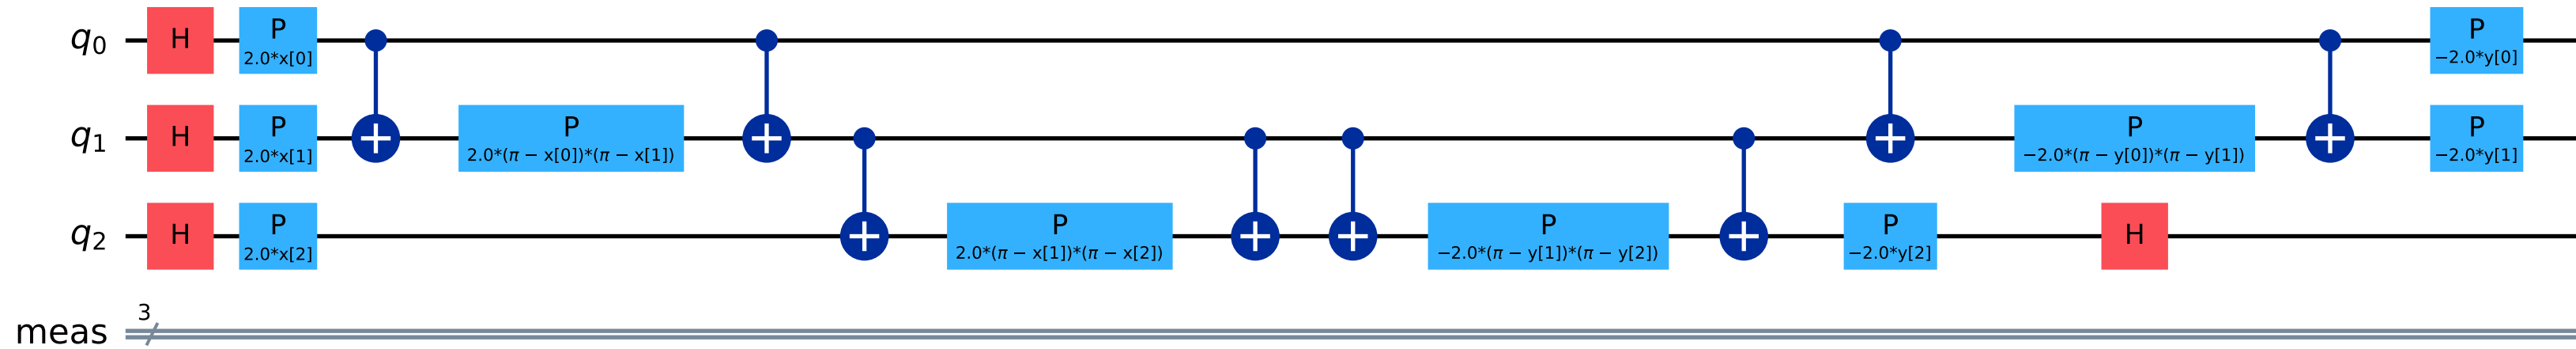 q0 H P 2.0*x[0] P −2.0*y[0]
q1 H P 2.0*x[1] P 2.0*(π − x[0])*(π − x[1]) P −2.0*(π − y[0])*(π − y[1]) P −2.0*y[1]
q2 H P 2.0*x[2] P 2.0*(π − x[1])*(π − x[2]) P −2.0*(π − y[1])*(π − y[2]) P −2.0*y[2] H
3
meas